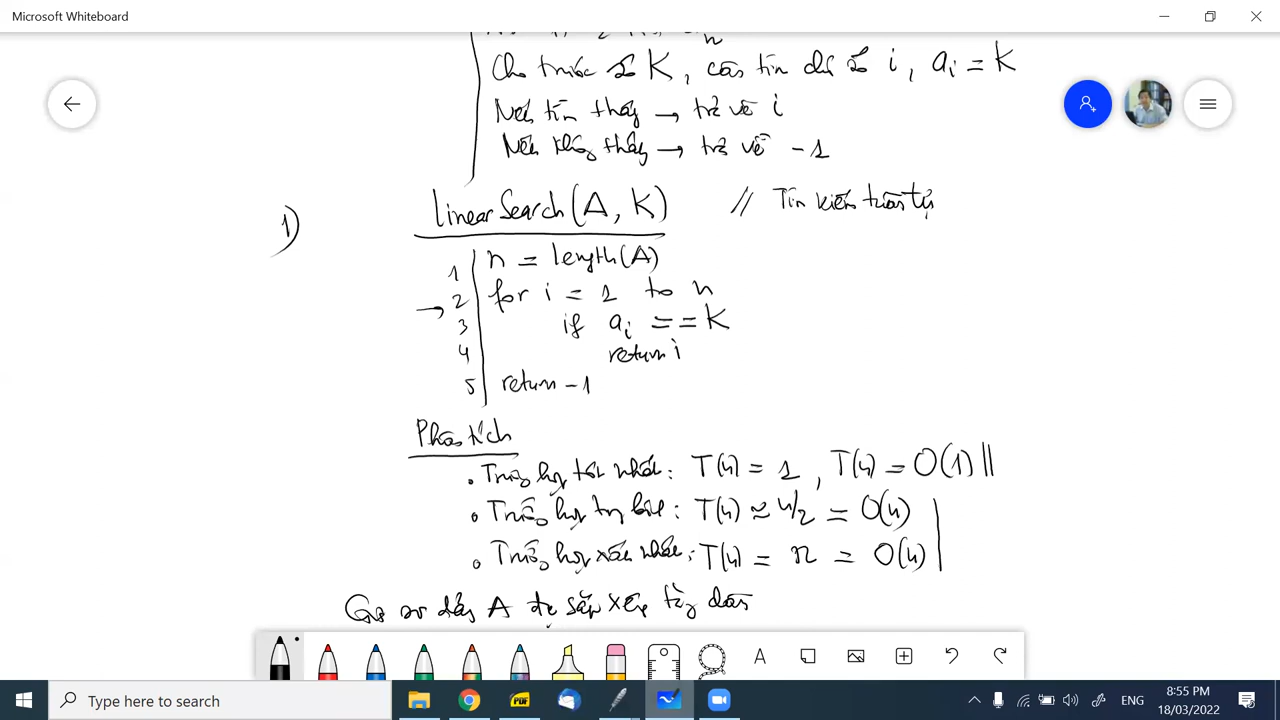 Microsoft Whiteboard
n
Cho trước số K, cần tìm chỉ số i, ai = K
Nếu tìm thấy → trả về i
Nếu không thấy → trả về -1
1)
LinearSearch(A, K) // Tìm kiếm tuần tự
1 n = length(A)
→ 2 for i = 1 to n
3 if ai == K
4 return i
5 return -1
Phân tích
. Trường hợp tốt nhất: T(n) = 1, T(n) = O(1) ||
. Trường hợp trung bình: T(n) ≈ n/2 = O(n)
. Trường hợp xấu nhất: T(n) = n = O(n)
Giả sử dãy A đã sắp xếp tăng dần
Type here to search
PDF
ENG
8:55 PM
18/03/2022